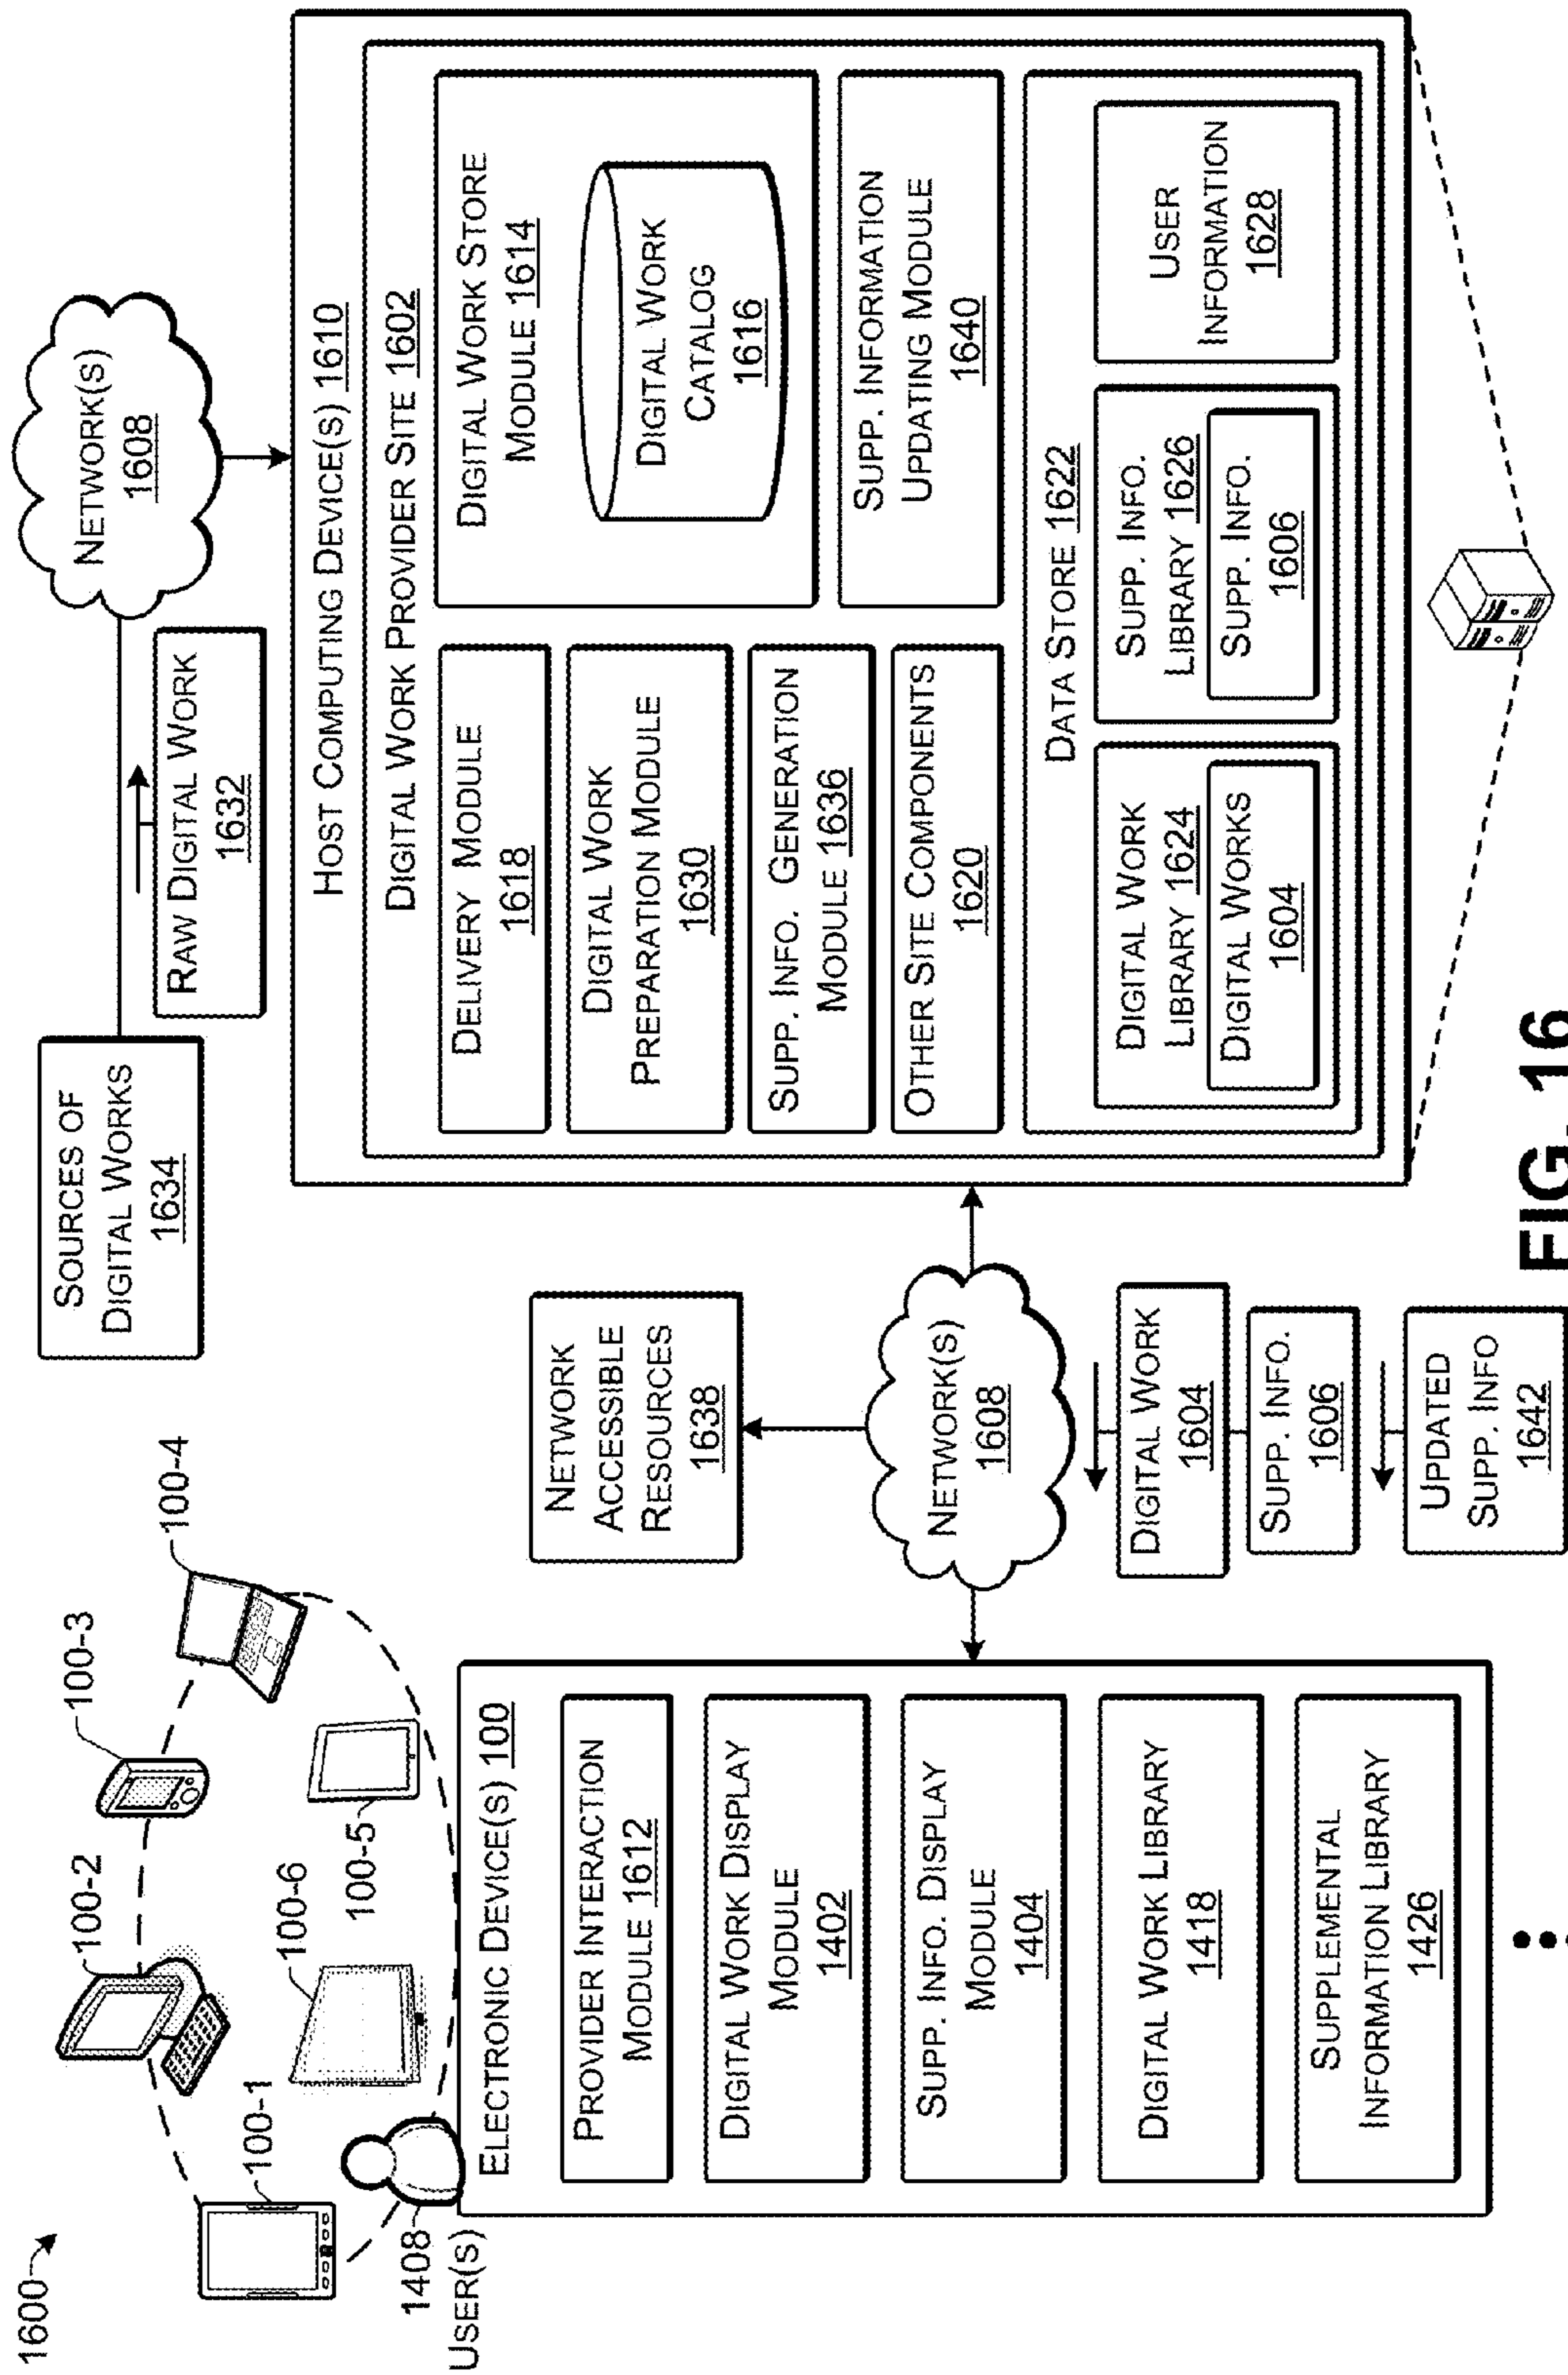 1600
100-1
100-2
100-3
100-4
100-5
100-6
1408
USER(S)
ELECTRONIC DEVICE(S) 100
PROVIDER INTERACTION
MODULE 1612
DIGITAL WORK DISPLAY
MODULE
1402
SUPP. INFO. DISPLAY
MODULE
1404
DIGITAL WORK LIBRARY
1418
SUPPLEMENTAL
INFORMATION LIBRARY
1426
NETWORK
ACCESSIBLE
RESOURCES
1638
NETWORK(S)
1608
DIGITAL WORK
1604
SUPP. INFO.
1606
UPDATED
SUPP. INFO
1642
SOURCES OF
DIGITAL WORKS
1634
RAW DIGITAL WORK
1632
NETWORK(S)
1608
HOST COMPUTING DEVICE(S) 1610
DIGITAL WORK PROVIDER SITE 1602
DELIVERY MODULE
1618
DIGITAL WORK
PREPARATION MODULE
1630
SUPP. INFO. GENERATION
MODULE 1636
OTHER SITE COMPONENTS
1620
DIGITAL WORK STORE
MODULE 1614
DIGITAL WORK
CATALOG
1616
SUPP. INFORMATION
UPDATING MODULE
1640
DATA STORE 1622
DIGITAL WORK
LIBRARY 1624
DIGITAL WORKS
1604
SUPP. INFO.
LIBRARY 1626
SUPP. INFO.
1606
USER
INFORMATION
1628
FIG. 16